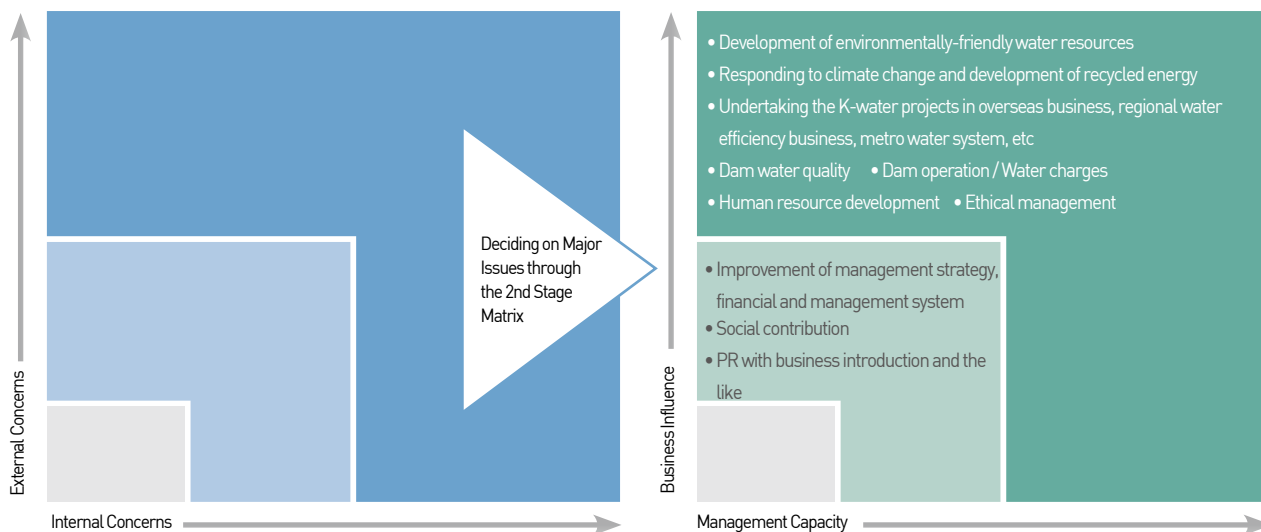 External Concerns
Internal Concerns
Deciding on Major
Issues through
the 2nd Stage
Matrix
Business Influence
Management Capacity
• Development of environmentally-friendly water resources
• Responding to climate change and development of recycled energy
• Undertaking the K-water projects in overseas business, regional water
efficiency business, metro water system, etc
• Dam water quality • Dam operation / Water charges
• Human resource development • Ethical management
• Improvement of management strategy,
financial and management system
• Social contribution
• PR with business introduction and the
like